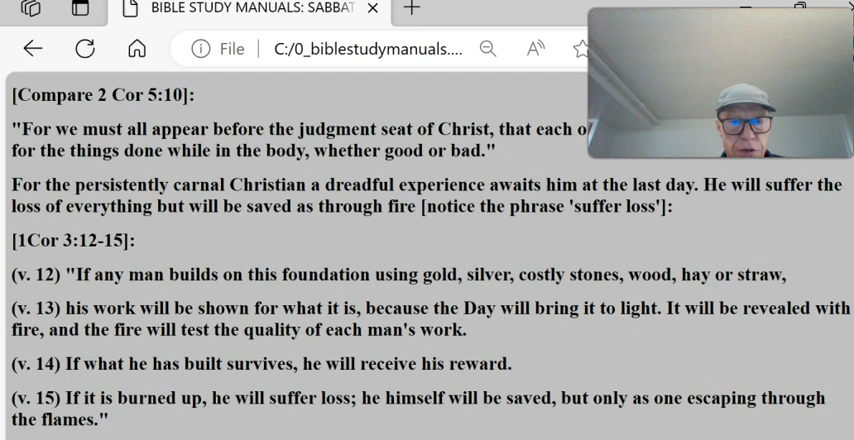 BIBLE STUDY MANUALS: SABBAT
File
C:/0_biblestudymanuals....
[Compare 2 Cor 5:10]:
"For we must all appear before the judgment seat of Christ, that each o
for the things done while in the body, whether good or bad."
For the persistently carnal Christian a dreadful experience awaits him at the last day. He will suffer the
loss of everything but will be saved as through fire [notice the phrase 'suffer loss']:
[1Cor 3:12-15]:
(v. 12) "If any man builds on this foundation using gold, silver, costly stones, wood, hay or straw,
(v. 13) his work will be shown for what it is, because the Day will bring it to light. It will be revealed with
fire, and the fire will test the quality of each man's work.
(v. 14) If what he has built survives, he will receive his reward.
(v. 15) If it is burned up, he will suffer loss; he himself will be saved, but only as one escaping through
the flames."